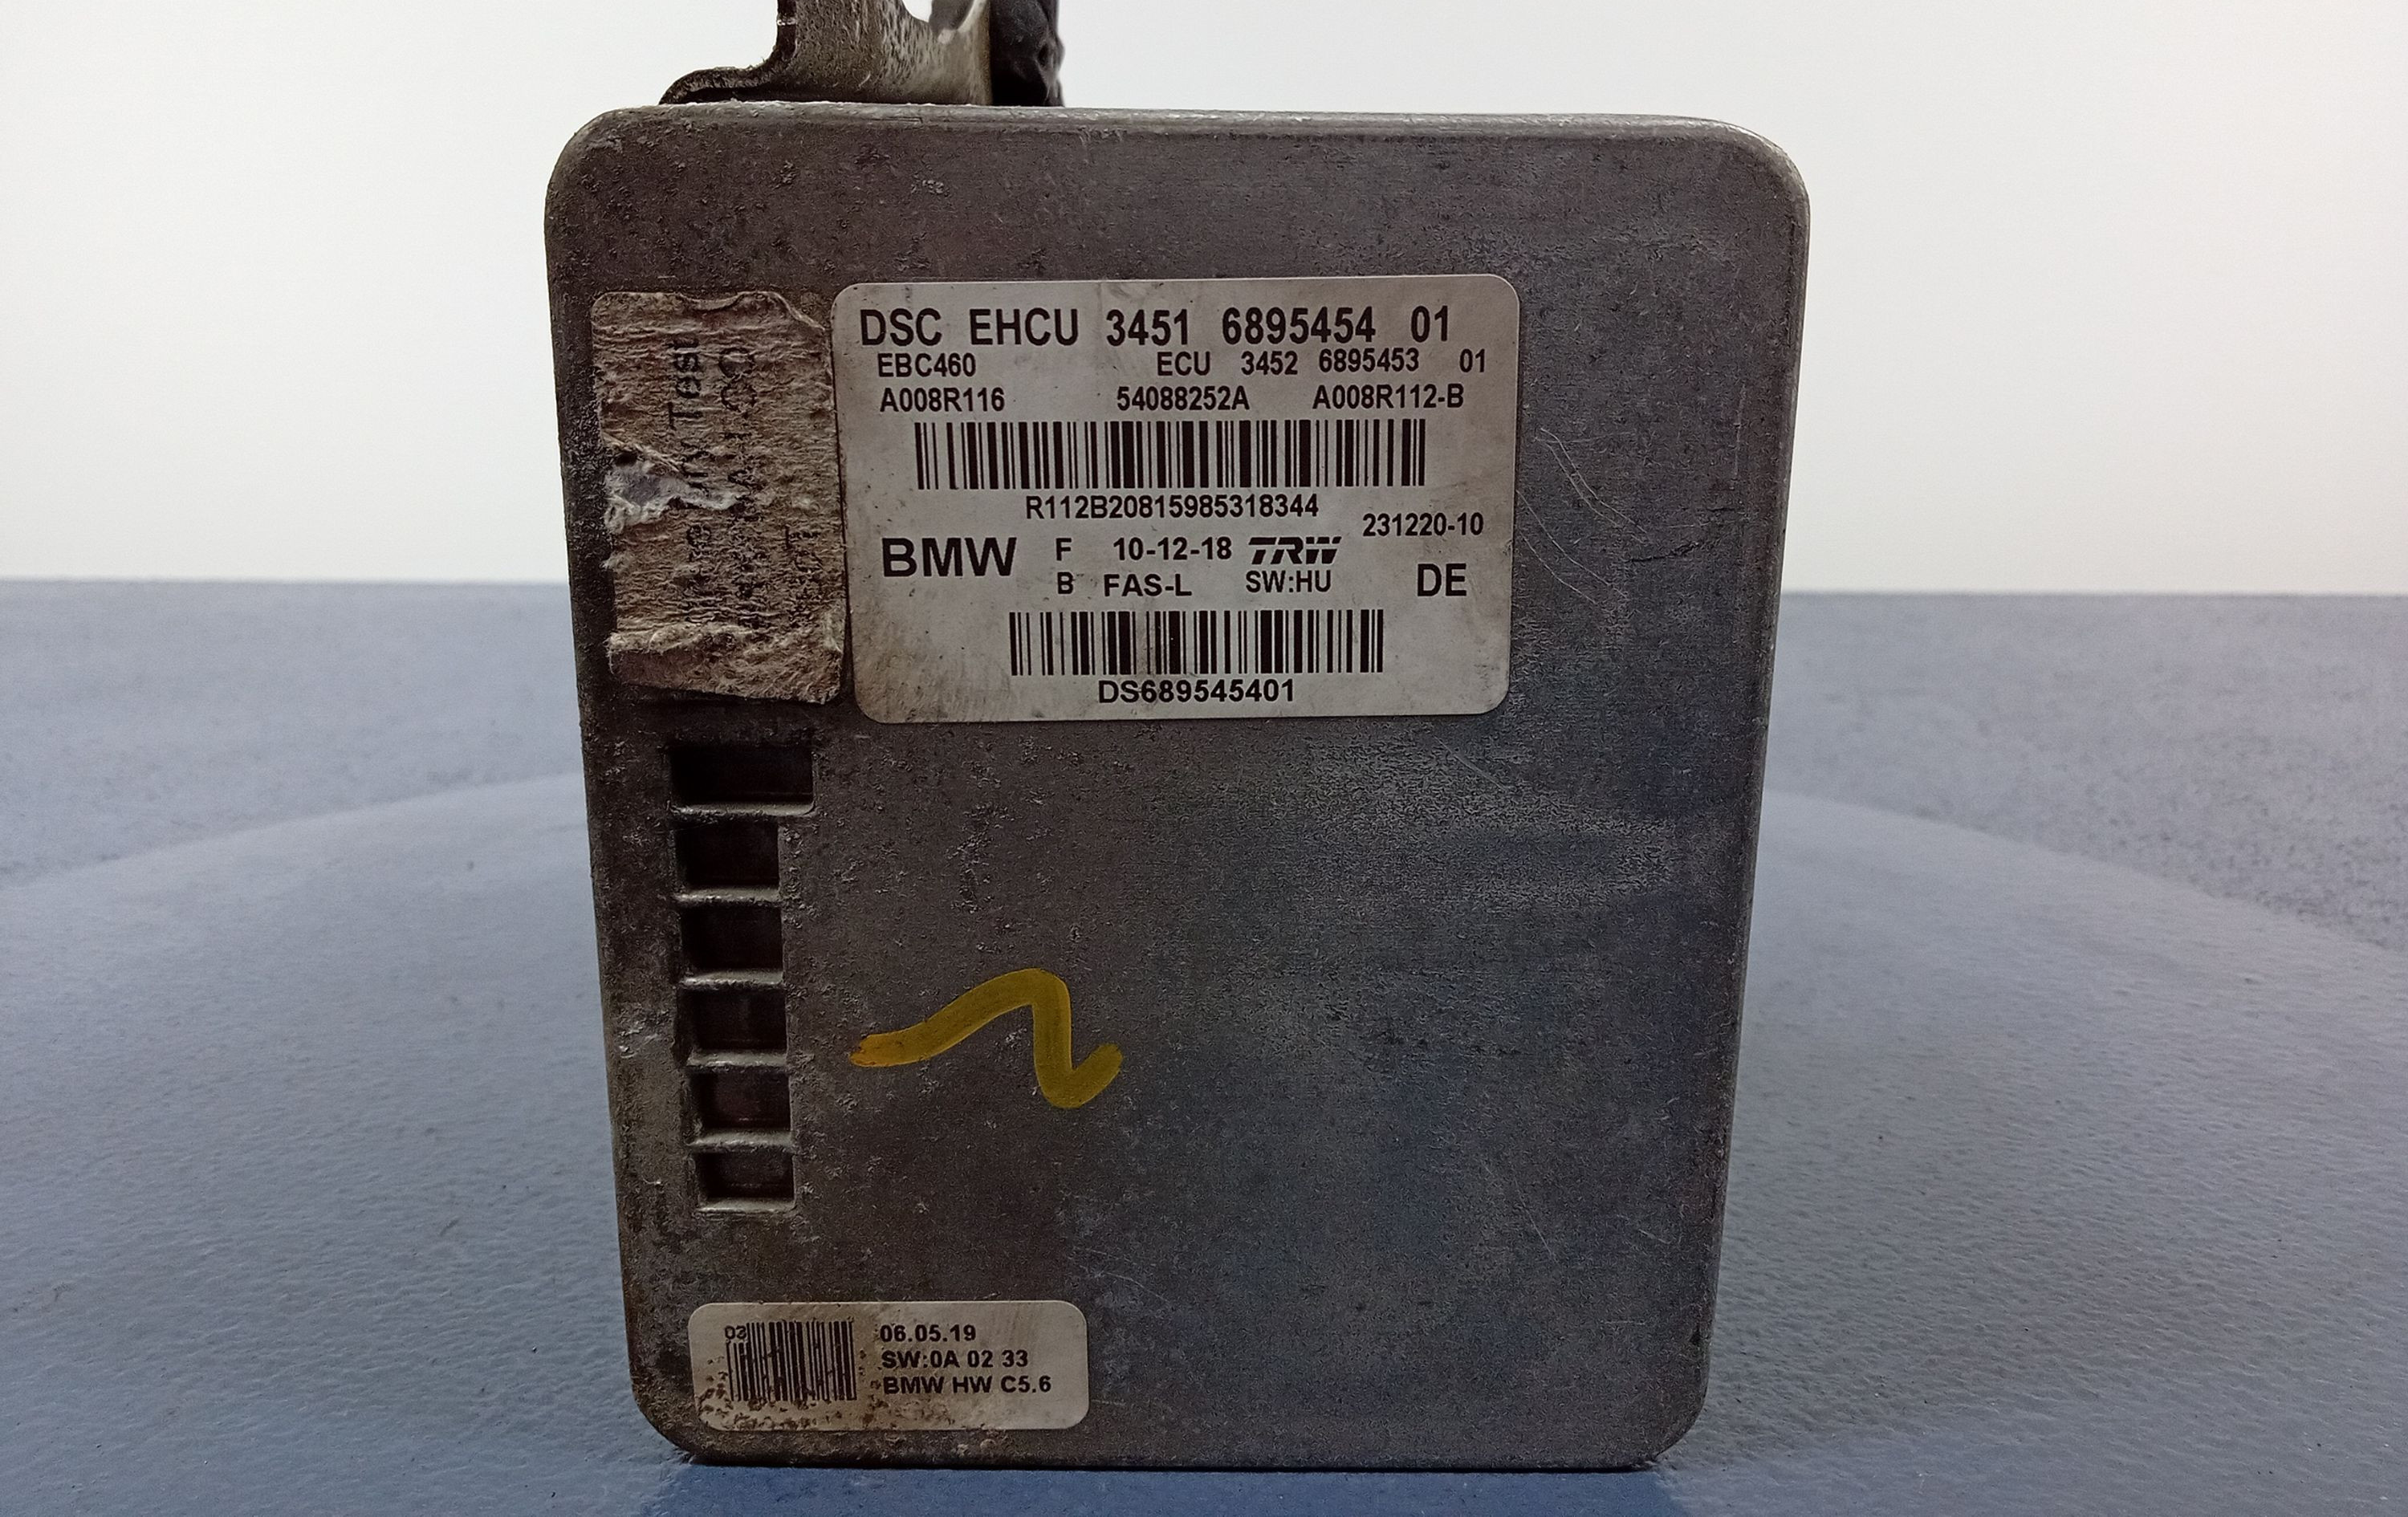 DSC EHCU 3451 6895454 01
EBC460 ECU 3452 6895453 01
A008R116 54088252A A008R112-B
R112B20815985318344
231220-10
BMW F 10-12-18 TRW
B FAS-L SW:HU DE
DS689545401
Test
03
06.05.19
SW:0A 02 33
BMW HW C5.6